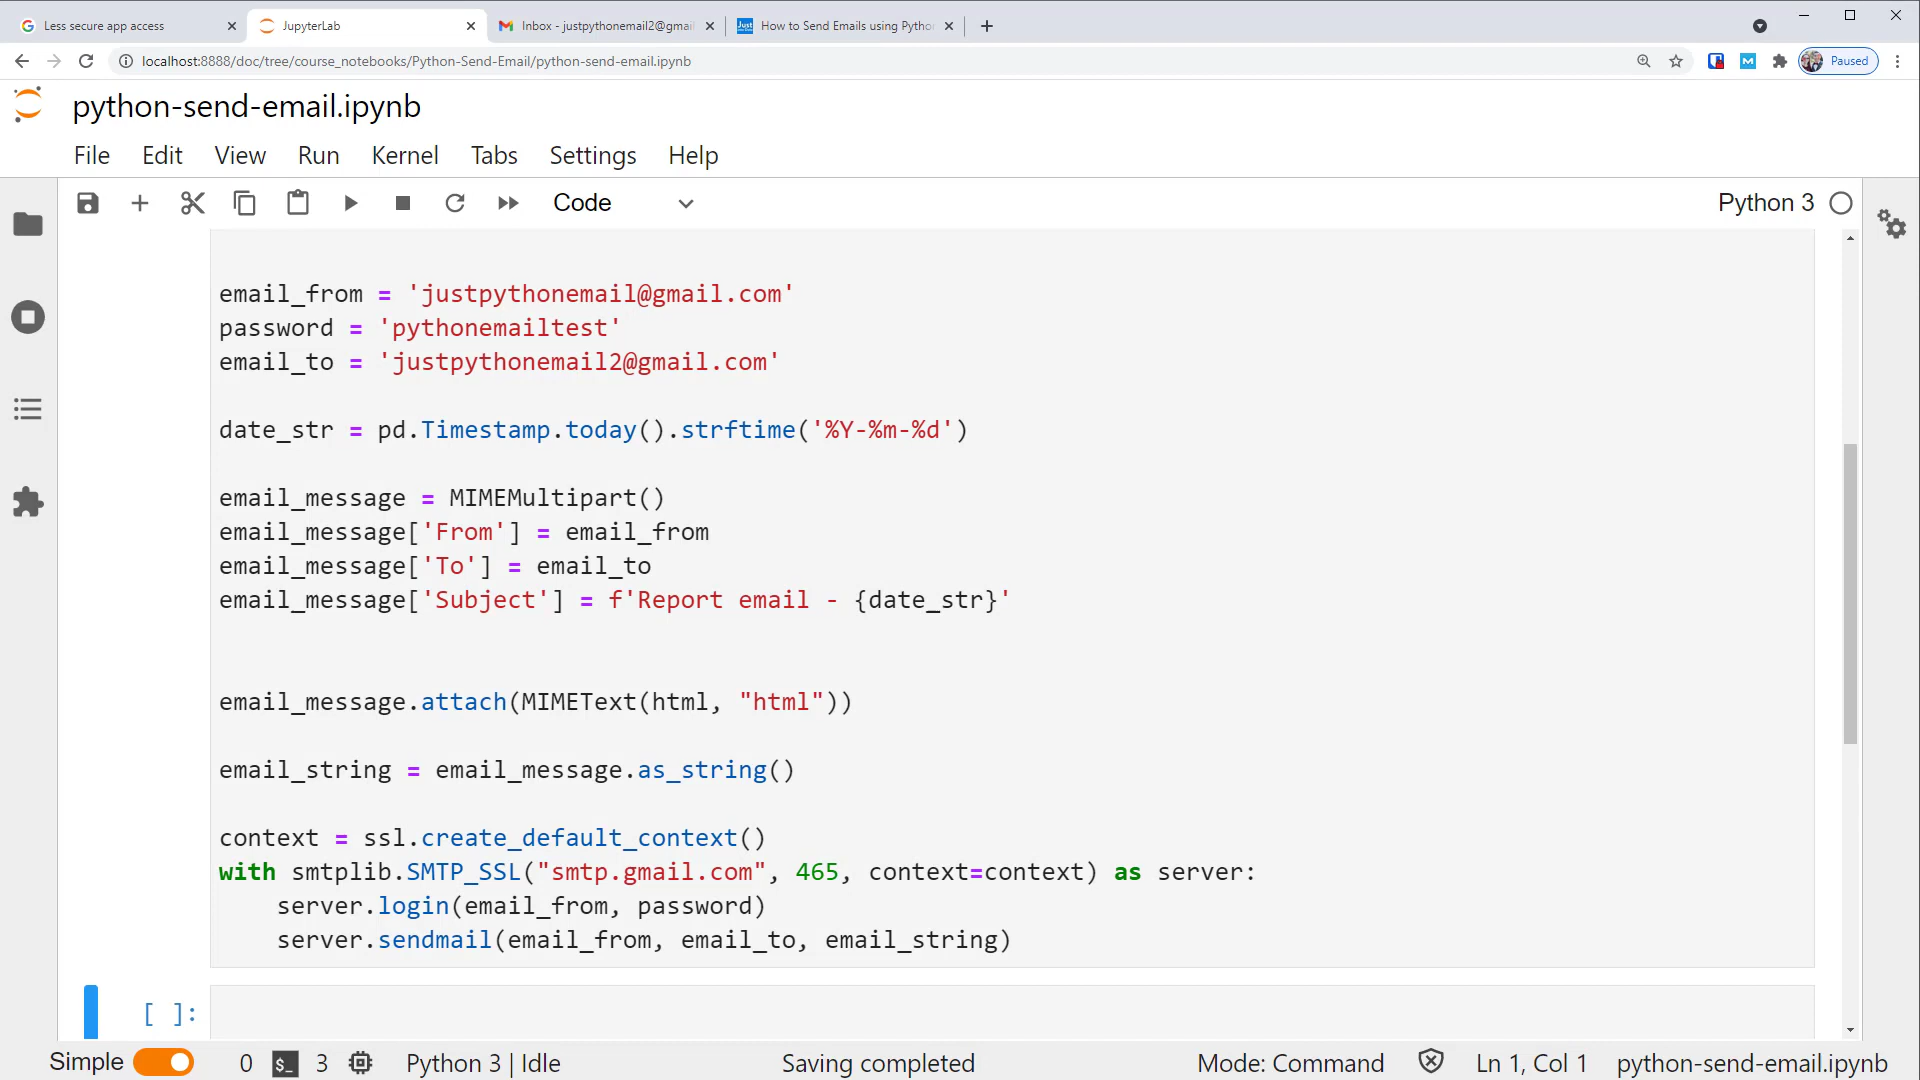 Less secure app access
JupyterLab
Inbox - justpythonemail2@gmai
How to Send Emails using Pytho
localhost:8888/doc/tree/course_notebooks/Python-Send-Email/python-send-email.ipynb
Paused
python-send-email.ipynb
File Edit View Run Kernel Tabs Settings Help
Code
Python 3
email_from = 'justpythonemail@gmail.com'
password = 'pythonemailtest'
email_to = 'justpythonemail2@gmail.com'
date_str = pd.Timestamp.today().strftime('%Y-%m-%d')
email_message = MIMEMultipart()
email_message['From'] = email_from
email_message['To'] = email_to
email_message['Subject'] = f'Report email - {date_str}'
email_message.attach(MIMEText(html, "html"))
email_string = email_message.as_string()
context = ssl.create_default_context()
with smtplib.SMTP_SSL("smtp.gmail.com", 465, context=context) as server:
    server.login(email_from, password)
    server.sendmail(email_from, email_to, email_string)
[ ]:
Simple 0 $_ 3 Python 3 | Idle Saving completed Mode: Command Ln 1, Col 1 python-send-email.ipynb